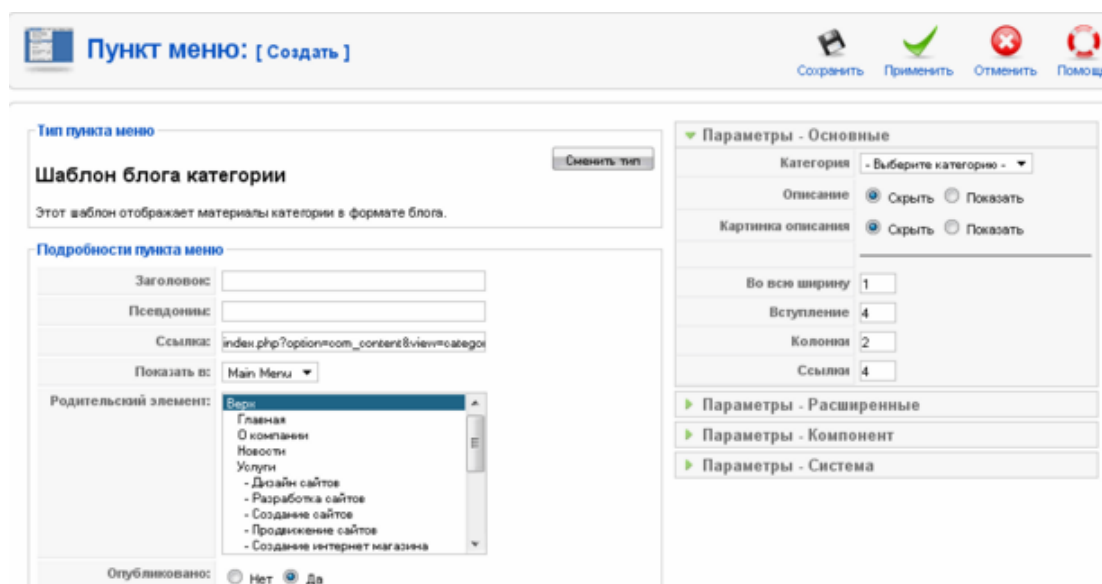 Пункт меню: [ Создать ]
Сохранить Применить Отменить Помощ
Тип пункта меню
Сменить тип
Шаблон блога категории
Этот шаблон отображает материалы категории в формате блога.
Подробности пункта меню
Заголовок:
Псевдоним:
Ссылка: index.php?option=com_content&view=categor
Показать в: Main Menu
Родительский элемент: Верх
Главная
О компании
Новости
Услуги
- Дизайн сайтов
- Разработка сайтов
- Создание сайтов
- Продвижение сайтов
- Создание интернет магазина
Опубликовано: Нет Да
Параметры - Основные
Категория - Выберите категорию -
Описание Скрыть Показать
Картинка описания Скрыть Показать
Во всю ширину 1
Вступление 4
Колонки 2
Ссылки 4
Параметры - Расширенные
Параметры - Компонент
Параметры - Система